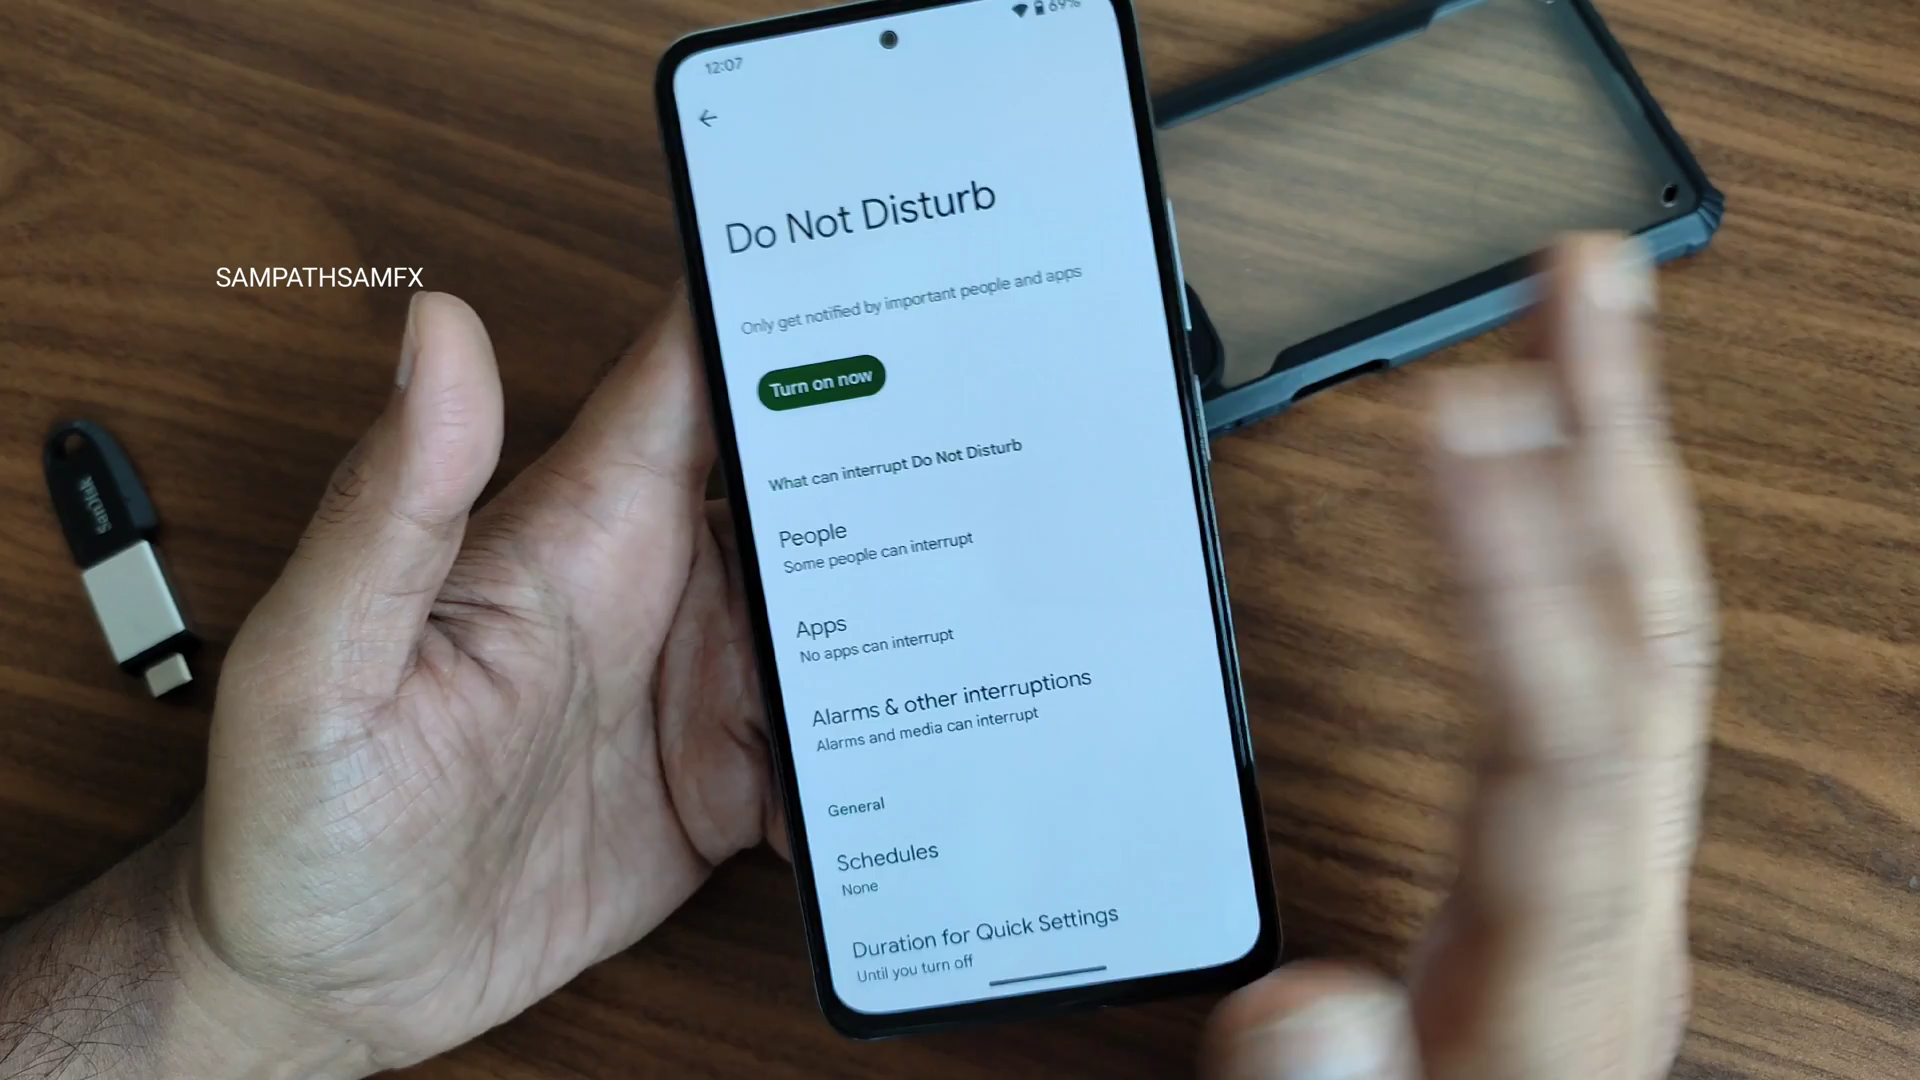 69%
12:07
Do Not Disturb
Only get notified by important people and apps
SAMPATHSAMFX
Turn on now
What can interrupt Do Not Disturb
People
Some people can interrupt
SanDisk
Apps
No apps can interrupt
Alarms & other interruptions
Alarms and media can interrupt
General
Schedules
None
Duration for Quick Settings
Until you turn off